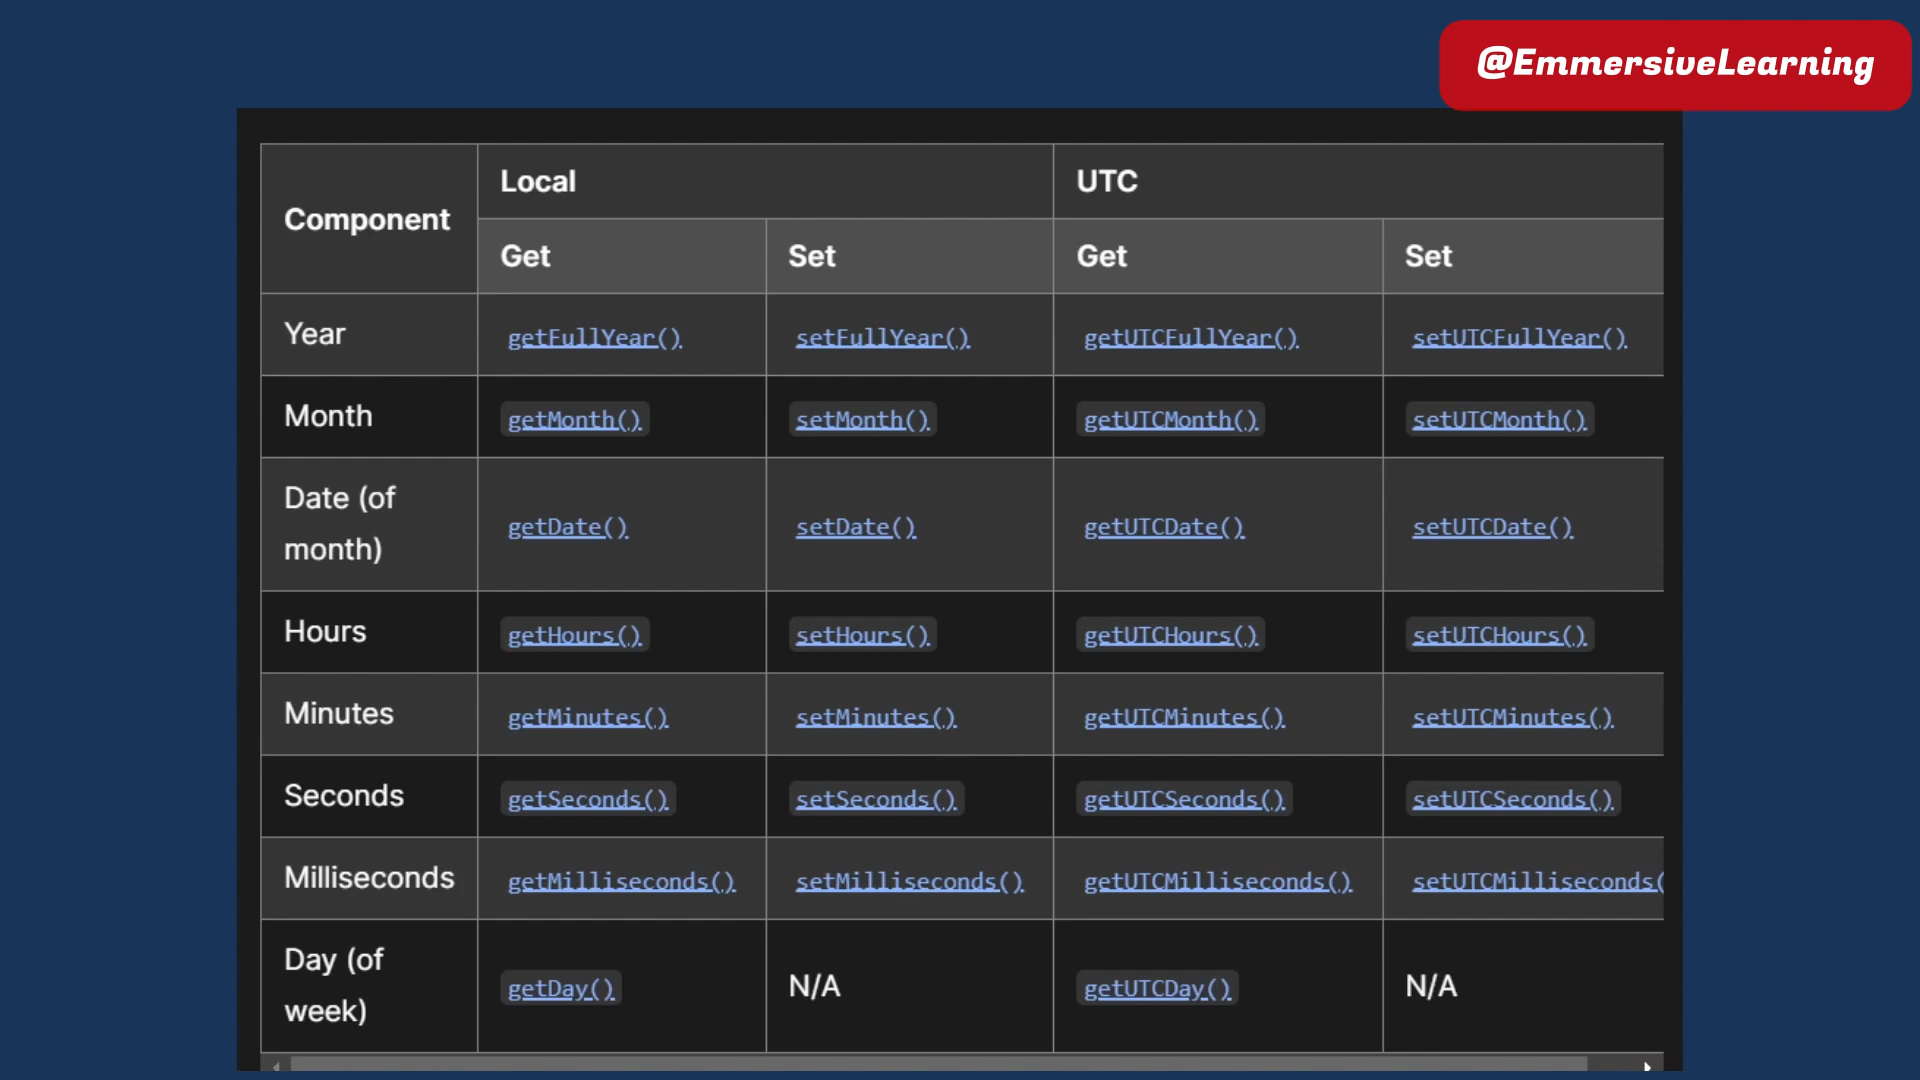 @EmmersiveLearning
Component
Local
UTC
Get
Set
Get
Set
Year
getFullYear()
setFullYear()
getUTCFullYear()
setUTCFullYear()
Month
getMonth()
setMonth()
getUTCMonth()
setUTCMonth()
Date (of
month)
getDate()
setDate()
getUTCDate()
setUTCDate()
Hours
getHours()
setHours()
getUTCHours()
setUTCHours()
Minutes
getMinutes()
setMinutes()
getUTCMinutes()
setUTCMinutes()
Seconds
getSeconds()
setSeconds()
getUTCSeconds()
setUTCSeconds()
Milliseconds
getMilliseconds()
setMilliseconds()
getUTCMilliseconds()
setUTCMilliseconds(
Day (of
week)
getDay()
N/A
getUTCDay()
N/A